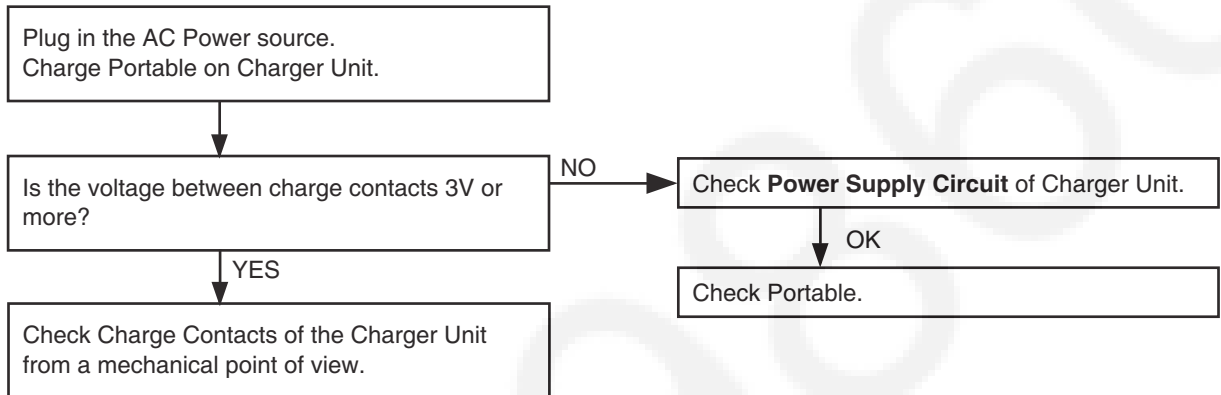 Plug in the AC Power source.
Charge Portable on Charger Unit.
Is the voltage between charge contacts 3V or
more?
NO
Check Power Supply Circuit of Charger Unit.
OK
Check Portable.
YES
Check Charge Contacts of the Charger Unit
from a mechanical point of view.